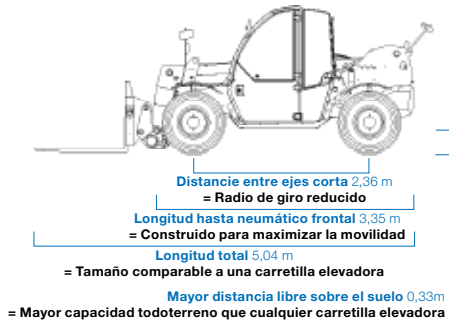 Distancie entre ejes corta 2,36 m
= Radio de giro reducido
Longitud hasta neumático frontal 3,35 m
= Construido para maximizar la movilidad
Longitud total 5,04 m
= Tamaño comparable a una carretilla elevadora
Mayor distancia libre sobre el suelo 0,33m
= Mayor capacidad todoterreno que cualquier carretilla elevadora